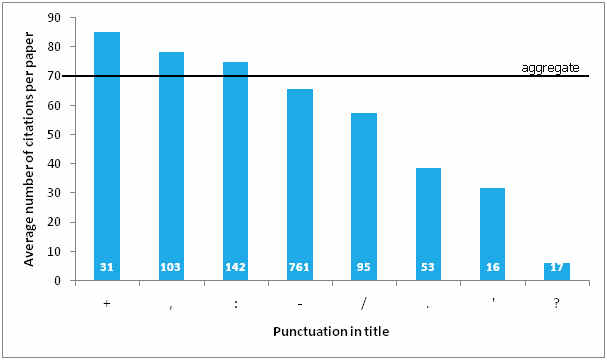 Average number of citations per paper
90
80
70
60
50
40
30
20
10
0
aggregate
31 103 142 761 95 53 16 17
+ , : - / . ' ?
Punctuation in title